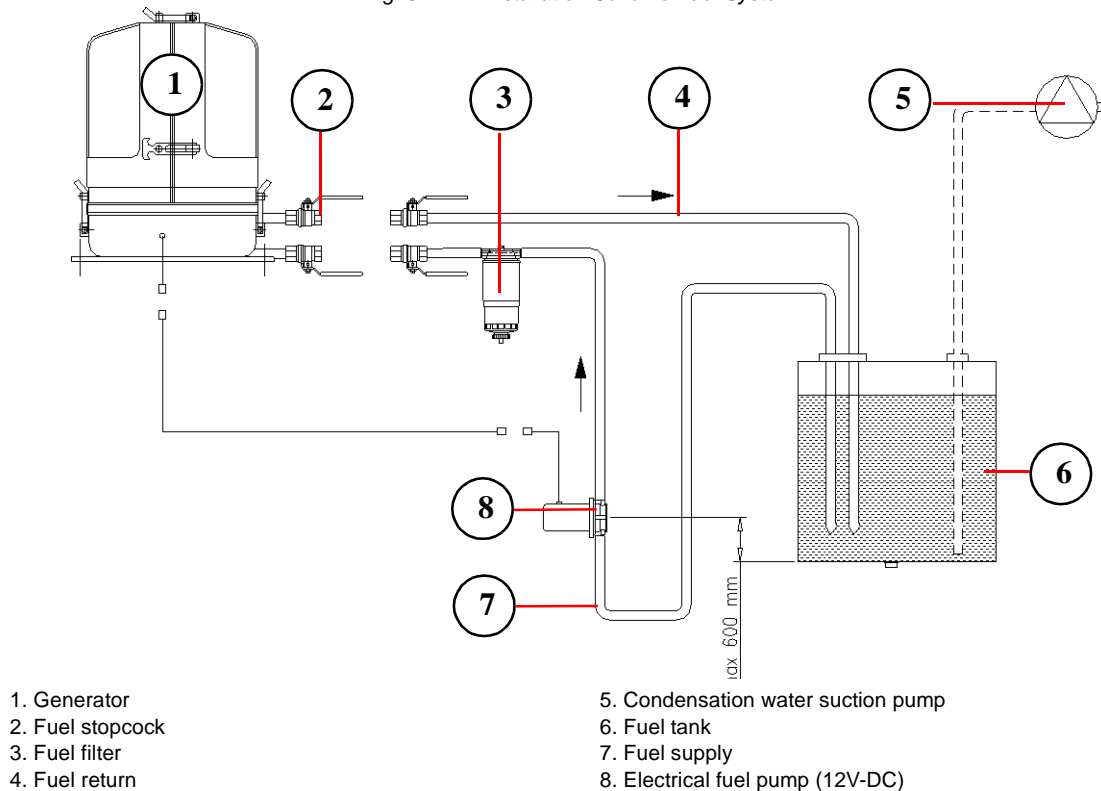 1
2
3
4
5
6
8
7
600 mm
1. Generator
2. Fuel stopcock
3. Fuel filter
4. Fuel return
5. Condensation water suction pump
6. Fuel tank
7. Fuel supply
8. Electrical fuel pump (12V-DC)